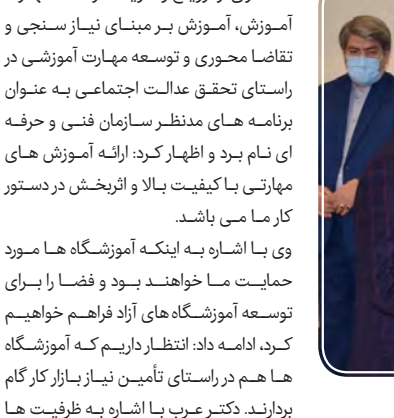 آموزش، آموزش بر مبنای نیاز سنجی و
تقاضا محوری و توسعه مهارت آموزشی در
راستای تحقق عدالت اجتماعی به عنوان
برنامه های مدنظر سازمان فنی و حرفه
ای نام برد و اظهار کرد: ارائه آموزش های
مهارتی با کیفیت بالا و اثربخش در دستور
کار ما می باشد.
وی با اشاره به اینکه آموزشگاه ها مورد
حمایت ما خواهند بود و فضا را برای
توسعه آموزشگاه های آزاد فراهم خواهیم
کرد، ادامه داد: انتظار داریم که آموزشگاه
ها هم در راستای تأمین نیاز بازار کار گام
بردارند. دکتر عرب با اشاره به ظرفیت ها